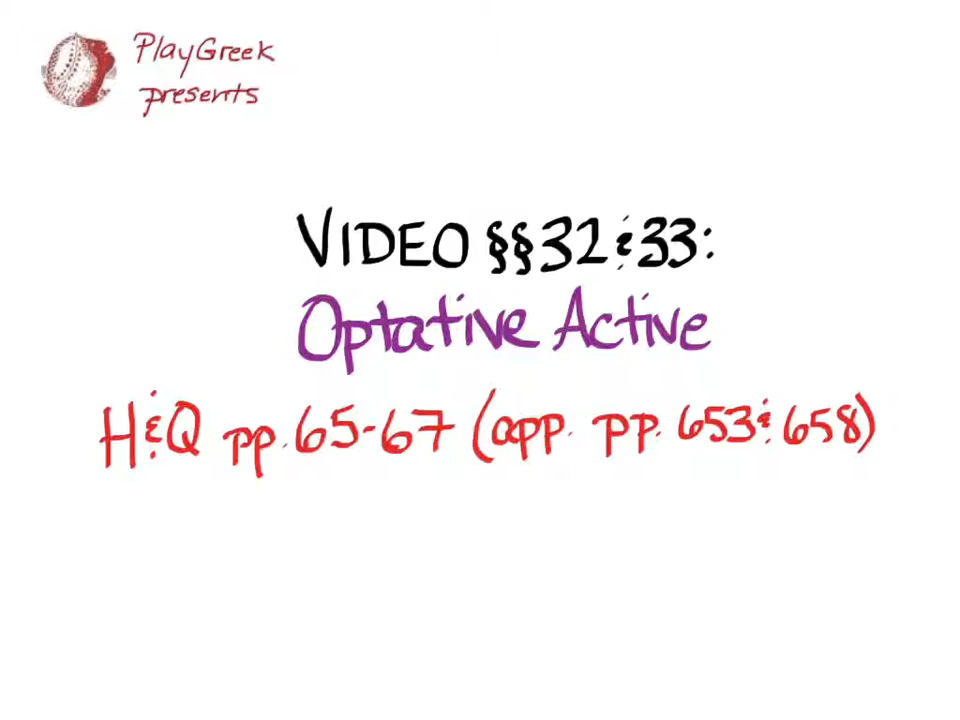 PlayGreek
presents
VIDEO §§32 & 33:
Optative Active
H&Q pp. 65-67 (app. pp. 653 & 658)